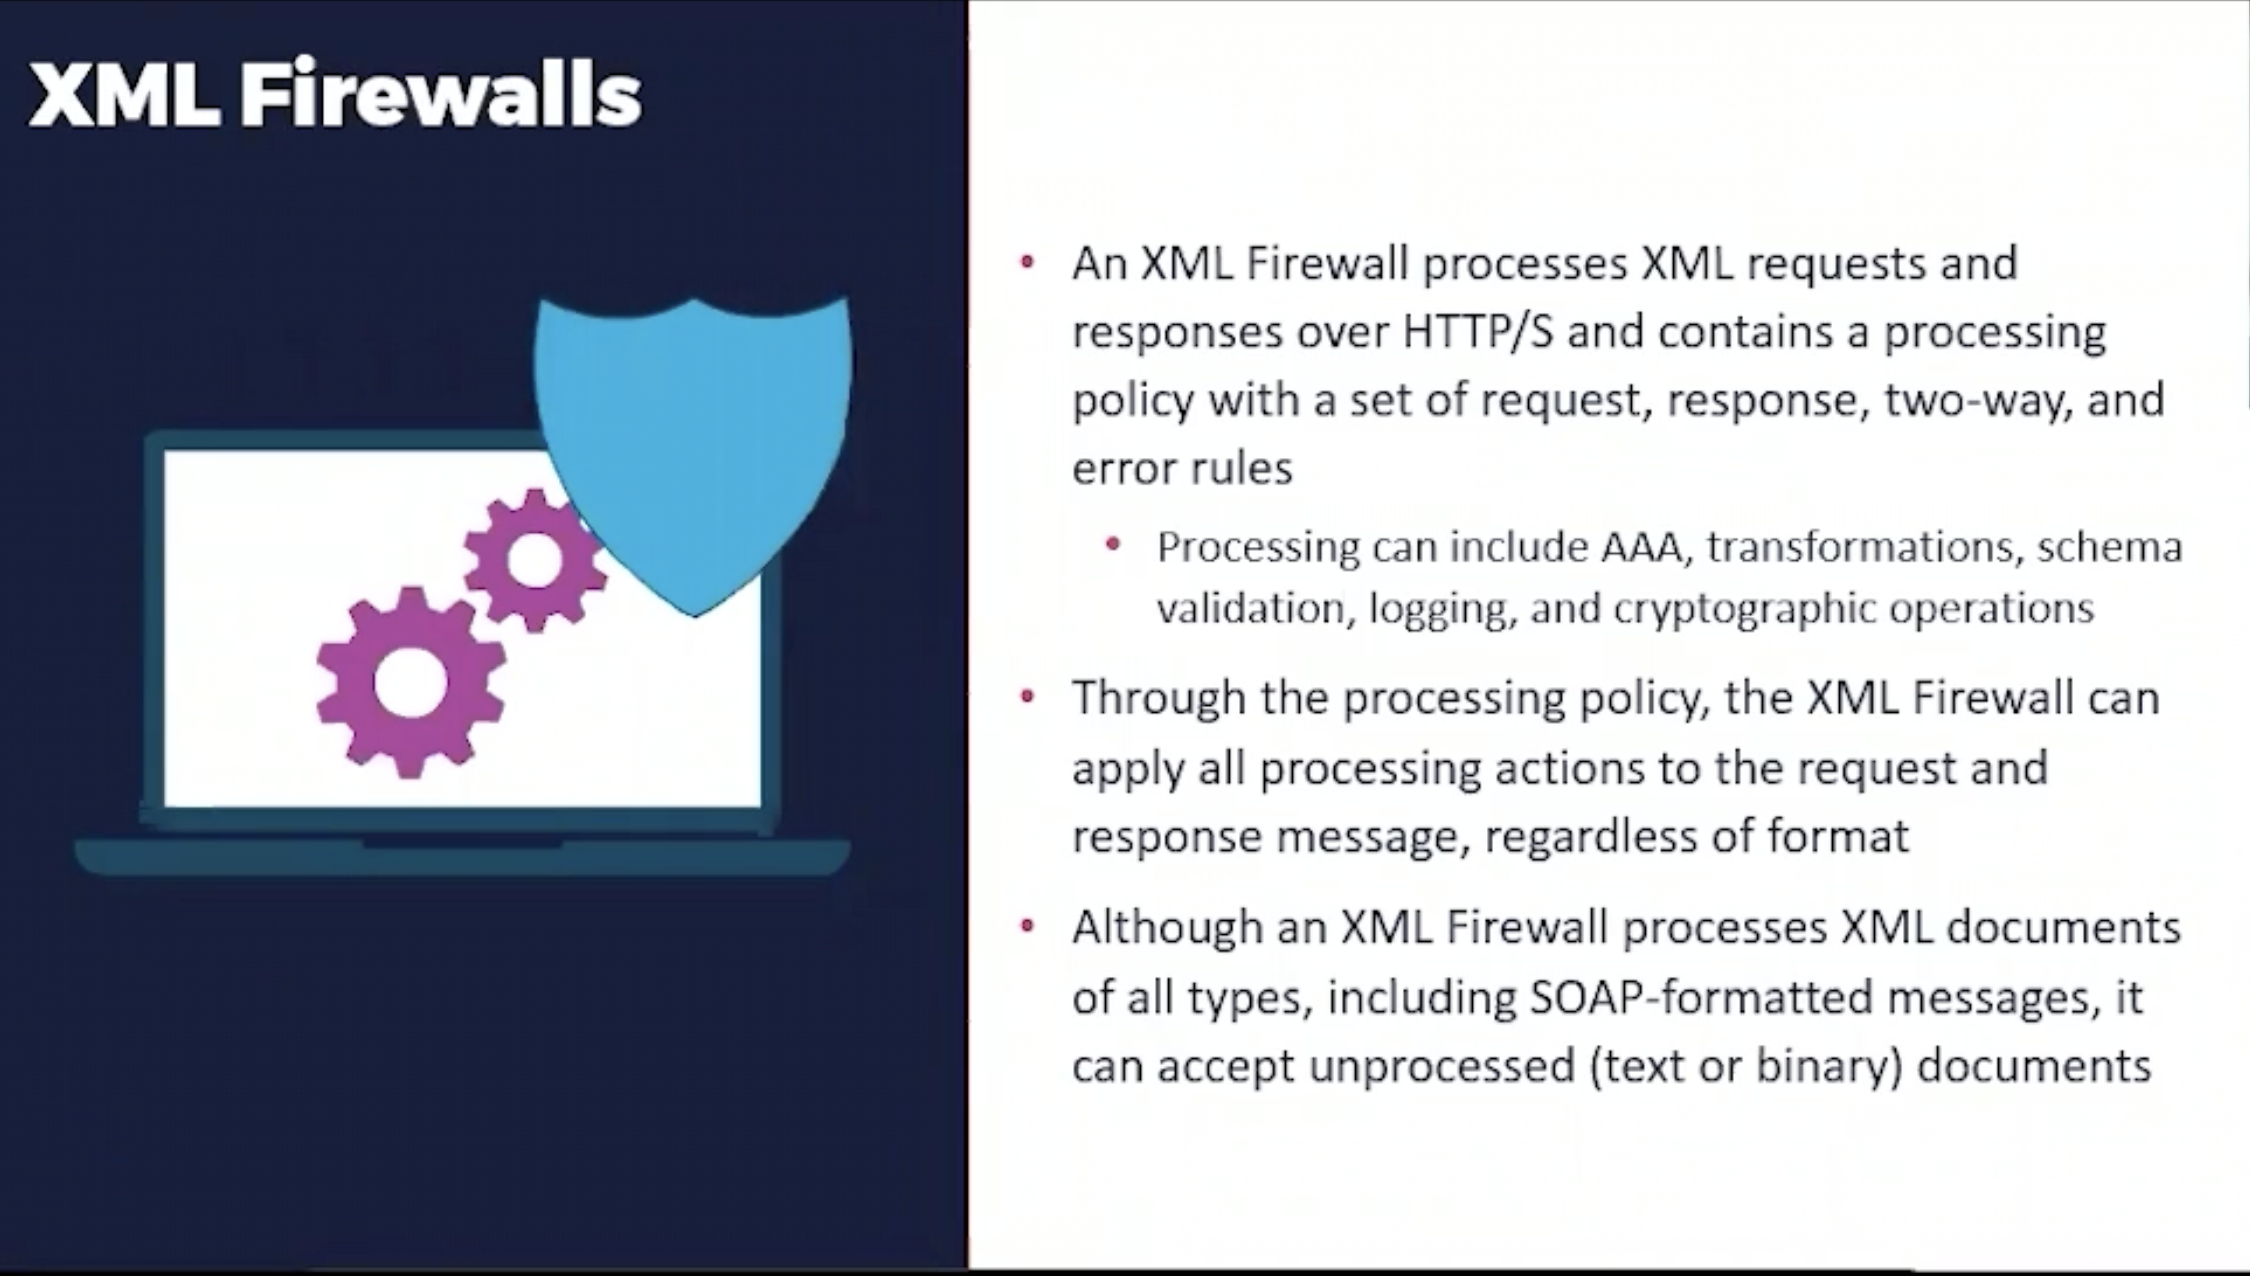 XML Firewalls
• An XML Firewall processes XML requests and
responses over HTTP/S and contains a processing
policy with a set of request, response, two-way, and
error rules
• Processing can include AAA, transformations, schema
validation, logging, and cryptographic operations
• Through the processing policy, the XML Firewall can
apply all processing actions to the request and
response message, regardless of format
• Although an XML Firewall processes XML documents
of all types, including SOAP-formatted messages, it
can accept unprocessed (text or binary) documents